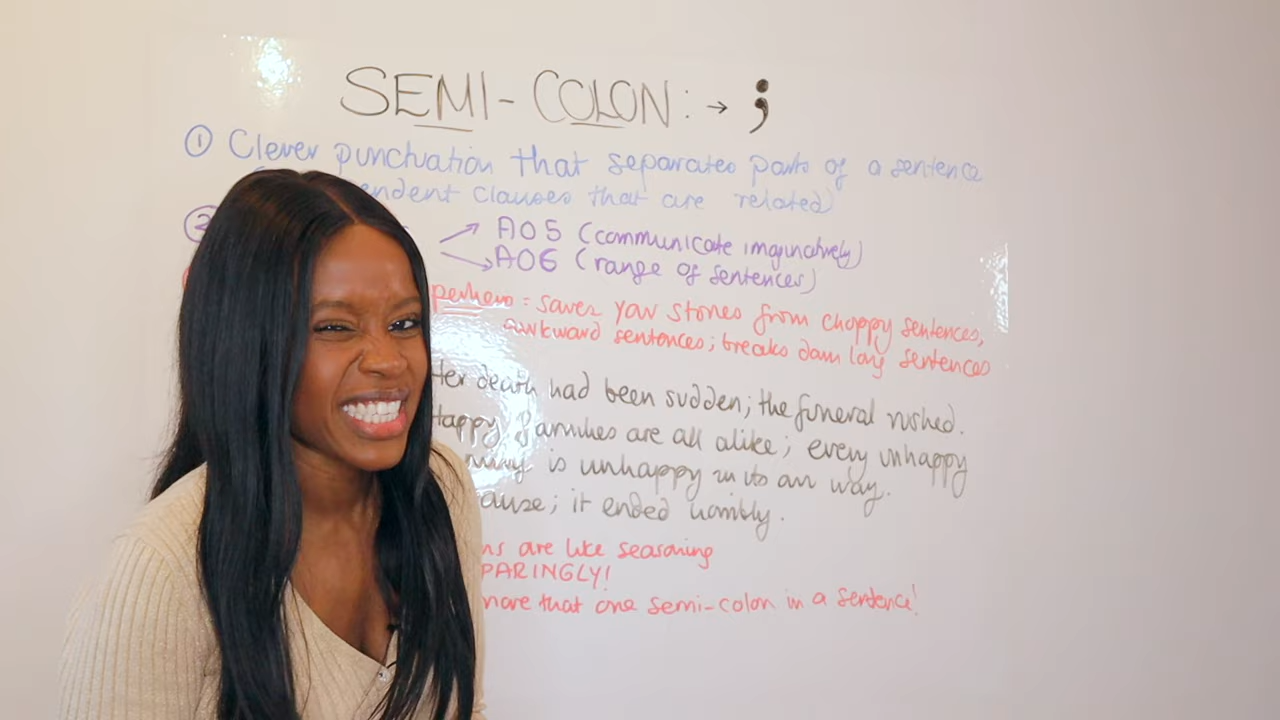 SEMI-COLON: → ;
① Clever punctuation that separates parts of a sentence
clauses that are related)
② AO5 (communicate imaginatively)
AO6 (range of sentences)
= saves your stories from choppy sentences,
awkward sentences; breaks down long sentences
Her death had been sudden; the funeral rushed.
Happy families are all alike; every unhappy
is unhappy in its own way.
; it ended horribly.
are like seasoning
SPARINGLY!
more that one semi-colon in a sentence!